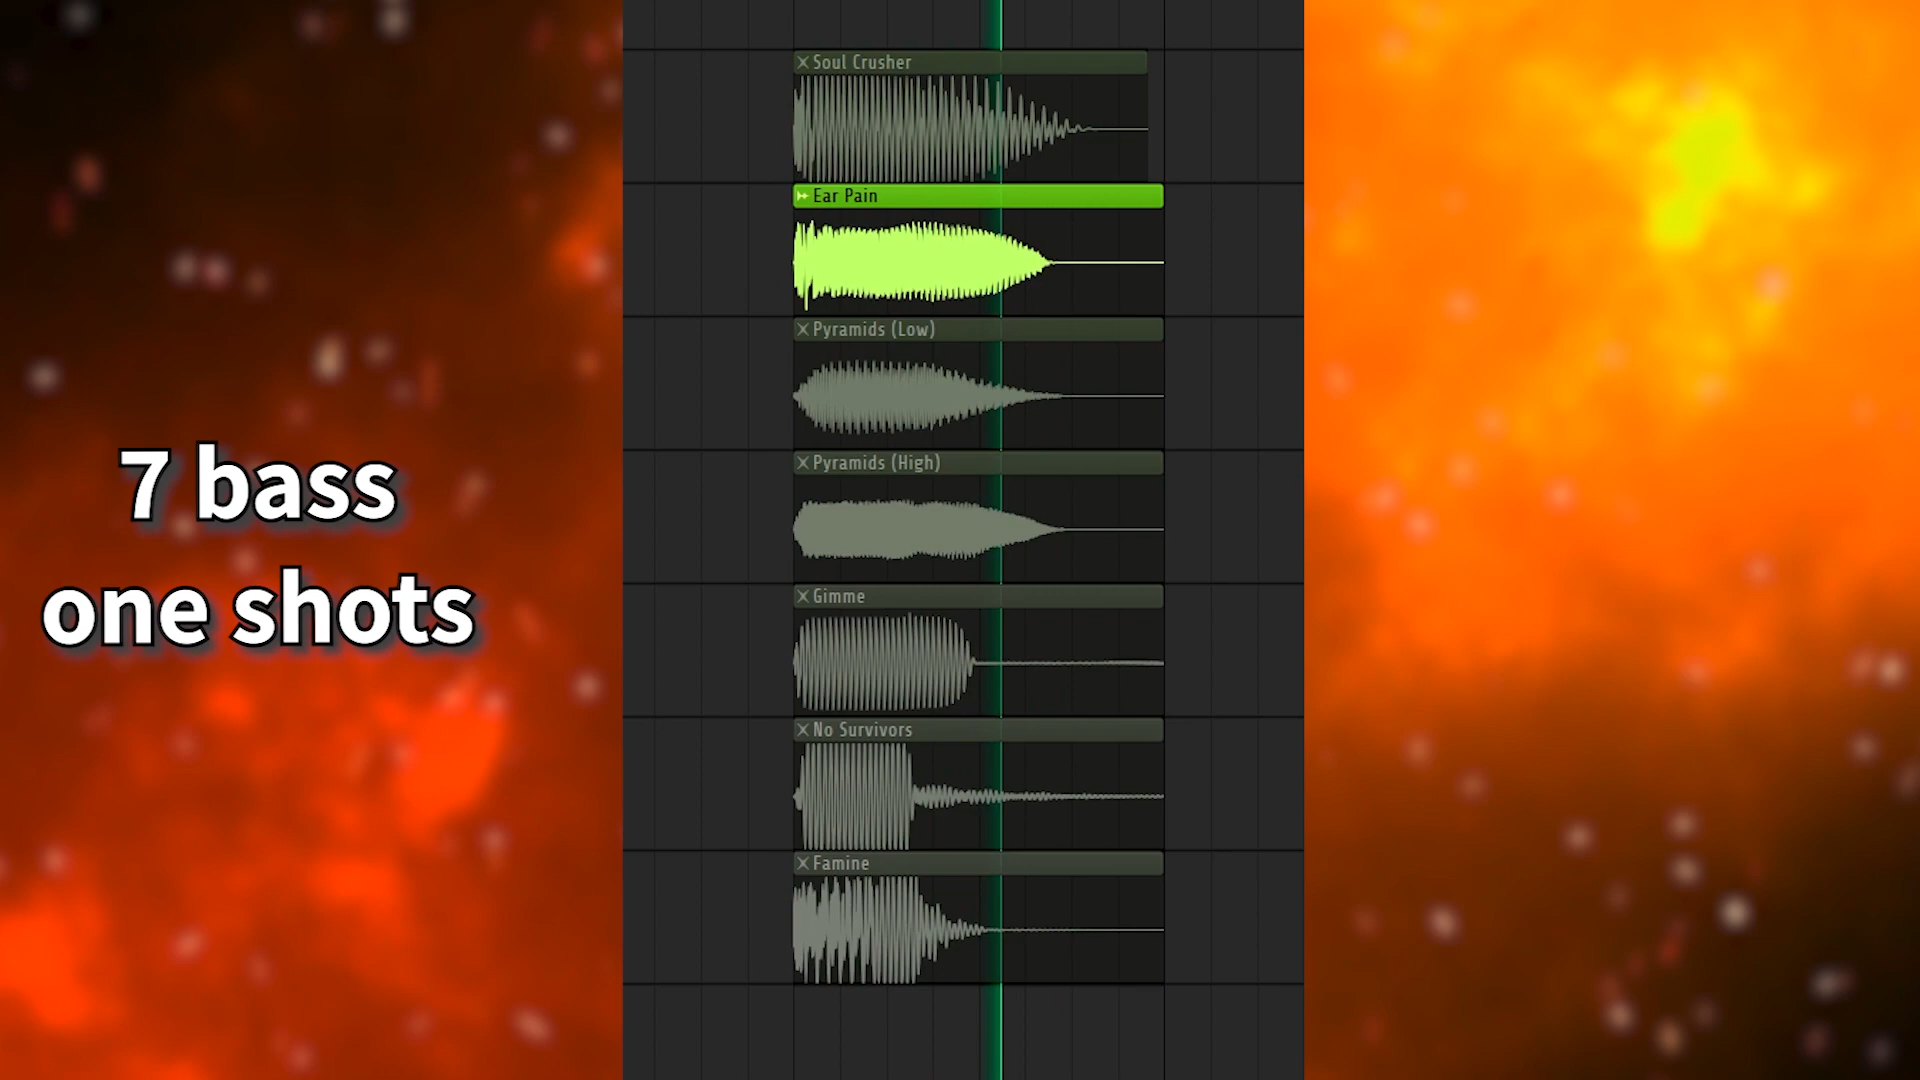 7 bass
one shots
Soul Crusher
Ear Pain
Pyramids (Low)
Pyramids (High)
Gimme
No Survivors
Famine